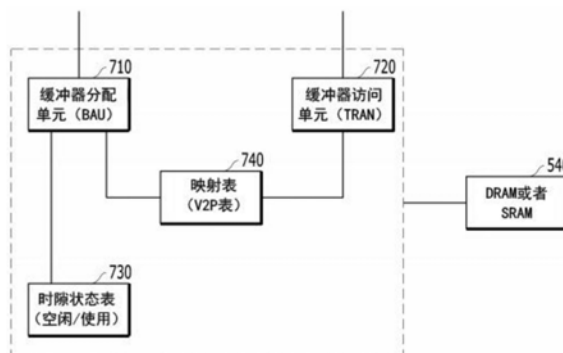 710
缓冲器分配
单元（BAU）
720
缓冲器访问
单元（TRAN）
740
映射表
（V2P表）
540
DRAM或者
SRAM
730
时隙状态表
（空闲/使用）